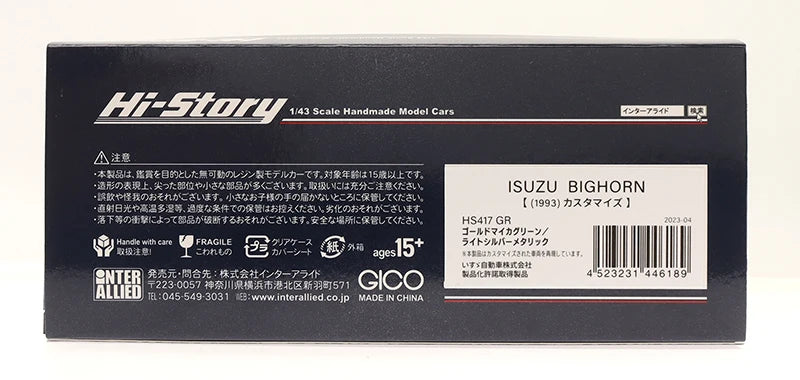 Hi-Story
1/43 Scale Handmade Model Cars
インターアライド 検索
⚠注意
・本製品は、鑑賞を目的とした無可動のレジン製モデルカーです。対象年齢は15歳以上です。
・造形の表現上、尖った部位や小さな部品が多くございます。取扱いには充分ご注意ください。
・誤飲や怪我のおそれがございます。小さなお子様の手の届かないところに保管してください。
・直射日光や高温多湿等、過度な条件での保管はお控えください。劣化のおそれがございます。
・落下等の衝撃によって部品が破断するおそれがございます。安全な場所に保管してください。
Handle with care!
取扱注意!
FRAGILE
こわれもの
プラ
クリアケース
カバーシート
紙
外箱
ages15+
INTER
ALLIED
発売元・問合先：株式会社インターアライド
〒223-0057 神奈川県横浜市港北区新羽町571
TEL:045-549-3031 WEB:www.interallied.co.jp
GICO
MADE IN CHINA
ISUZU BIGHORN
【 (1993) カスタマイズ 】
HS417 GR
2023-04
ゴールドマイカグリーン/
ライトシルバーメタリック
※本製品はカスタマイズされた車両を再現しています。
いすゞ自動車株式会社
製品化許諾取得製品
4 523231 446189